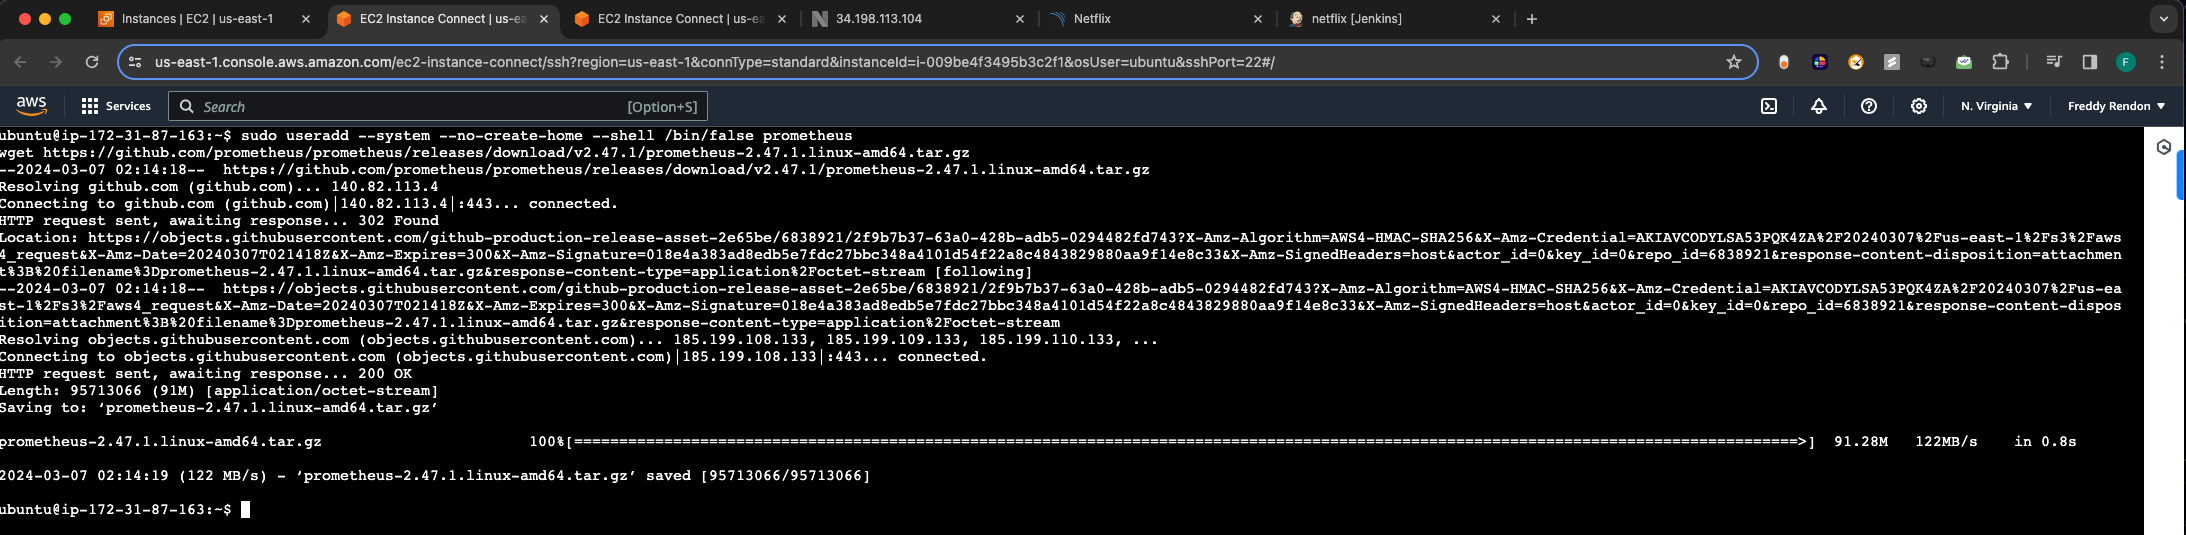 Instances | EC2 | us-east-1
EC2 Instance Connect | us-ea
EC2 Instance Connect | us-ea
34.198.113.104
Netflix
netflix [Jenkins]
us-east-1.console.aws.amazon.com/ec2-instance-connect/ssh?region=us-east-1&connType=standard&instanceId=i-009be4f3495b3c2f1&osUser=ubuntu&sshPort=22#/
F
aws
Services
Search
[Option+S]
N. Virginia
Freddy Rendon
ubuntu@ip-172-31-87-163:~$ sudo useradd --system --no-create-home --shell /bin/false prometheus
wget https://github.com/prometheus/prometheus/releases/download/v2.47.1/prometheus-2.47.1.linux-amd64.tar.gz
--2024-03-07 02:14:18--  https://github.com/prometheus/prometheus/releases/download/v2.47.1/prometheus-2.47.1.linux-amd64.tar.gz
Resolving github.com (github.com)... 140.82.113.4
Connecting to github.com (github.com)|140.82.113.4|:443... connected.
HTTP request sent, awaiting response... 302 Found
Location: https://objects.githubusercontent.com/github-production-release-asset-2e65be/6838921/2f9b7b37-63a0-428b-adb5-0294482fd743?X-Amz-Algorithm=AWS4-HMAC-SHA256&X-Amz-Credential=AKIAVCODYLSA53PQK4ZA%2F20240307%2Fus-east-1%2Fs3%2Faws
4_request&X-Amz-Date=20240307T021418Z&X-Amz-Expires=300&X-Amz-Signature=018e4a383ad8edb5e7fdc27bbc348a4101d54f22a8c4843829880aa9f14e8c33&X-Amz-SignedHeaders=host&actor_id=0&key_id=0&repo_id=6838921&response-content-disposition=attachmen
t%3B%20filename%3Dprometheus-2.47.1.linux-amd64.tar.gz&response-content-type=application%2Foctet-stream [following]
--2024-03-07 02:14:18--  https://objects.githubusercontent.com/github-production-release-asset-2e65be/6838921/2f9b7b37-63a0-428b-adb5-0294482fd743?X-Amz-Algorithm=AWS4-HMAC-SHA256&X-Amz-Credential=AKIAVCODYLSA53PQK4ZA%2F20240307%2Fus-ea
st-1%2Fs3%2Faws4_request&X-Amz-Date=20240307T021418Z&X-Amz-Expires=300&X-Amz-Signature=018e4a383ad8edb5e7fdc27bbc348a4101d54f22a8c4843829880aa9f14e8c33&X-Amz-SignedHeaders=host&actor_id=0&key_id=0&repo_id=6838921&response-content-dispos
ition=attachment%3B%20filename%3Dprometheus-2.47.1.linux-amd64.tar.gz&response-content-type=application%2Foctet-stream
Resolving objects.githubusercontent.com (objects.githubusercontent.com)... 185.199.108.133, 185.199.109.133, 185.199.110.133, ...
Connecting to objects.githubusercontent.com (objects.githubusercontent.com)|185.199.108.133|:443... connected.
HTTP request sent, awaiting response... 200 OK
Length: 95713066 (91M) [application/octet-stream]
Saving to: ‘prometheus-2.47.1.linux-amd64.tar.gz’
prometheus-2.47.1.linux-amd64.tar.gz 100%[=======================================================================================================================================>] 91.28M 122MB/s in 0.8s
2024-03-07 02:14:19 (122 MB/s) - ‘prometheus-2.47.1.linux-amd64.tar.gz’ saved [95713066/95713066]
ubuntu@ip-172-31-87-163:~$